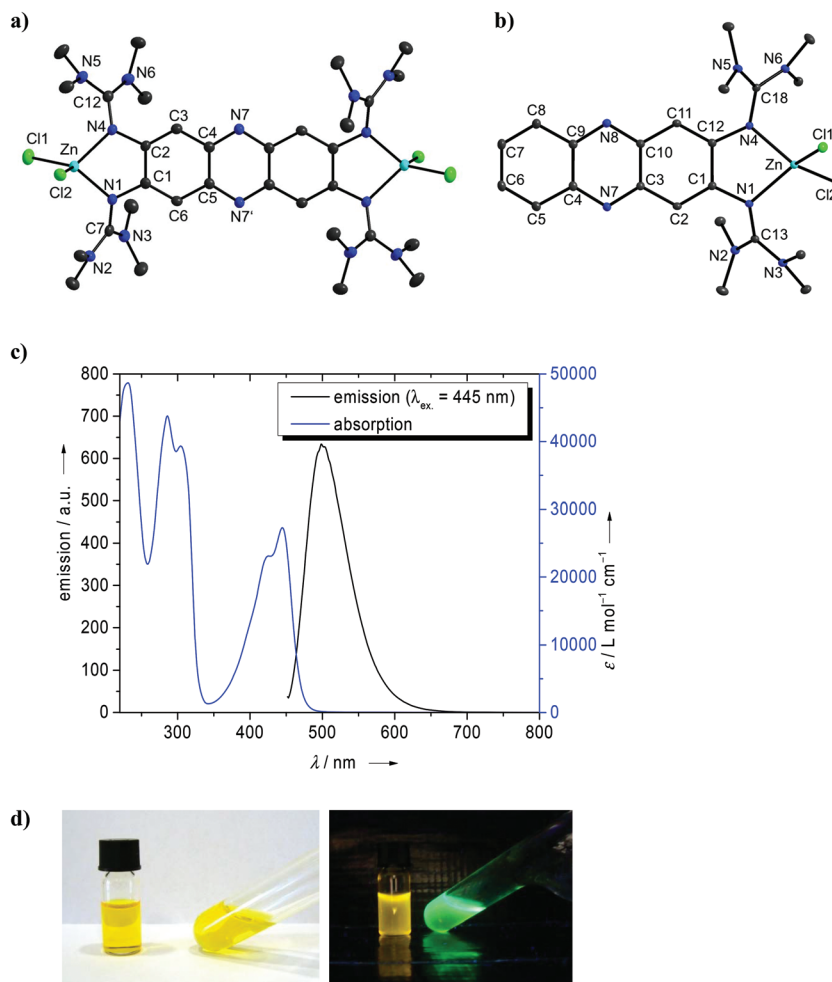 a)
N5
N6
C12
N4
C3
N7
Zn
C2
C4
Cl1
Cl2
N1
C1
C5
C7
C6
N7'
N3
N2
b)
N5
N6
C18
C8
C11
C9
N8
C12
N4
Cl1
C7
C10
Zn
C6
C3
C1
N1
Cl2
C4
N7
C5
C2
C13
N2
N3
c)
emission (λex. = 445 nm)
absorption
800
700
600
500
400
300
200
100
0
emission / a.u.
50000
40000
30000
20000
10000
0
ε / L mol⁻¹ cm⁻¹
300 400 500 600 700 800
λ / nm
d)